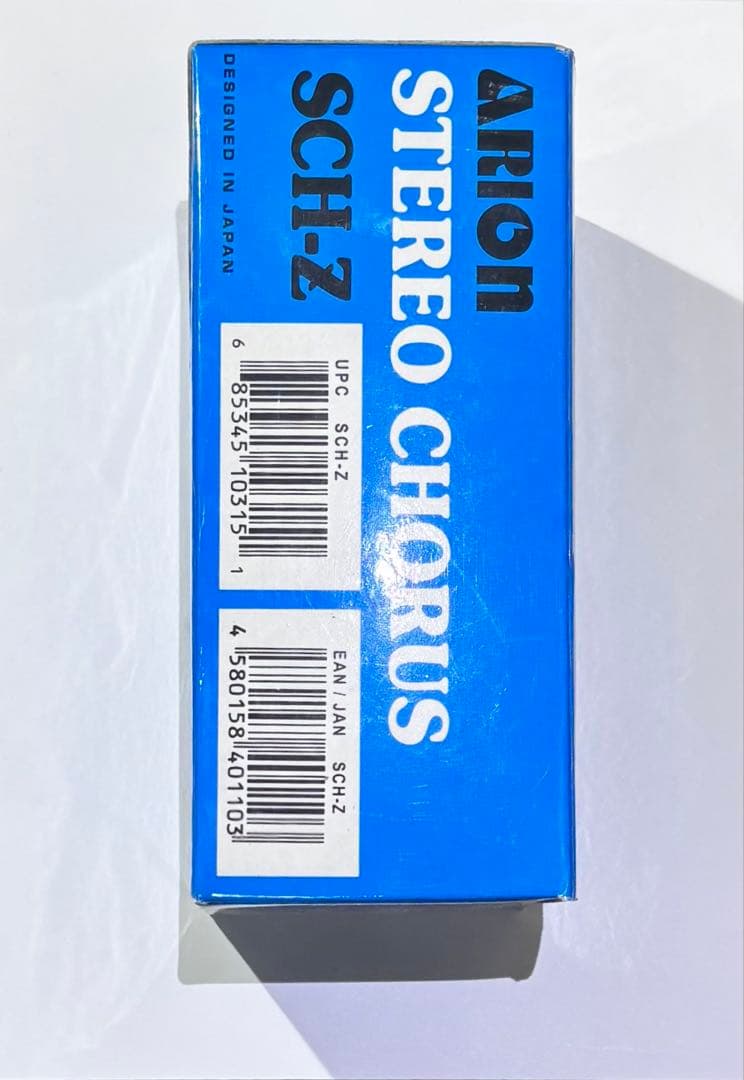 ARION
STEREO CHORUS
SCH-Z
DESIGNED IN JAPAN
UPC SCH-Z
6 85345 10315 1
EAN / JAN SCH-Z
4 580158 401103